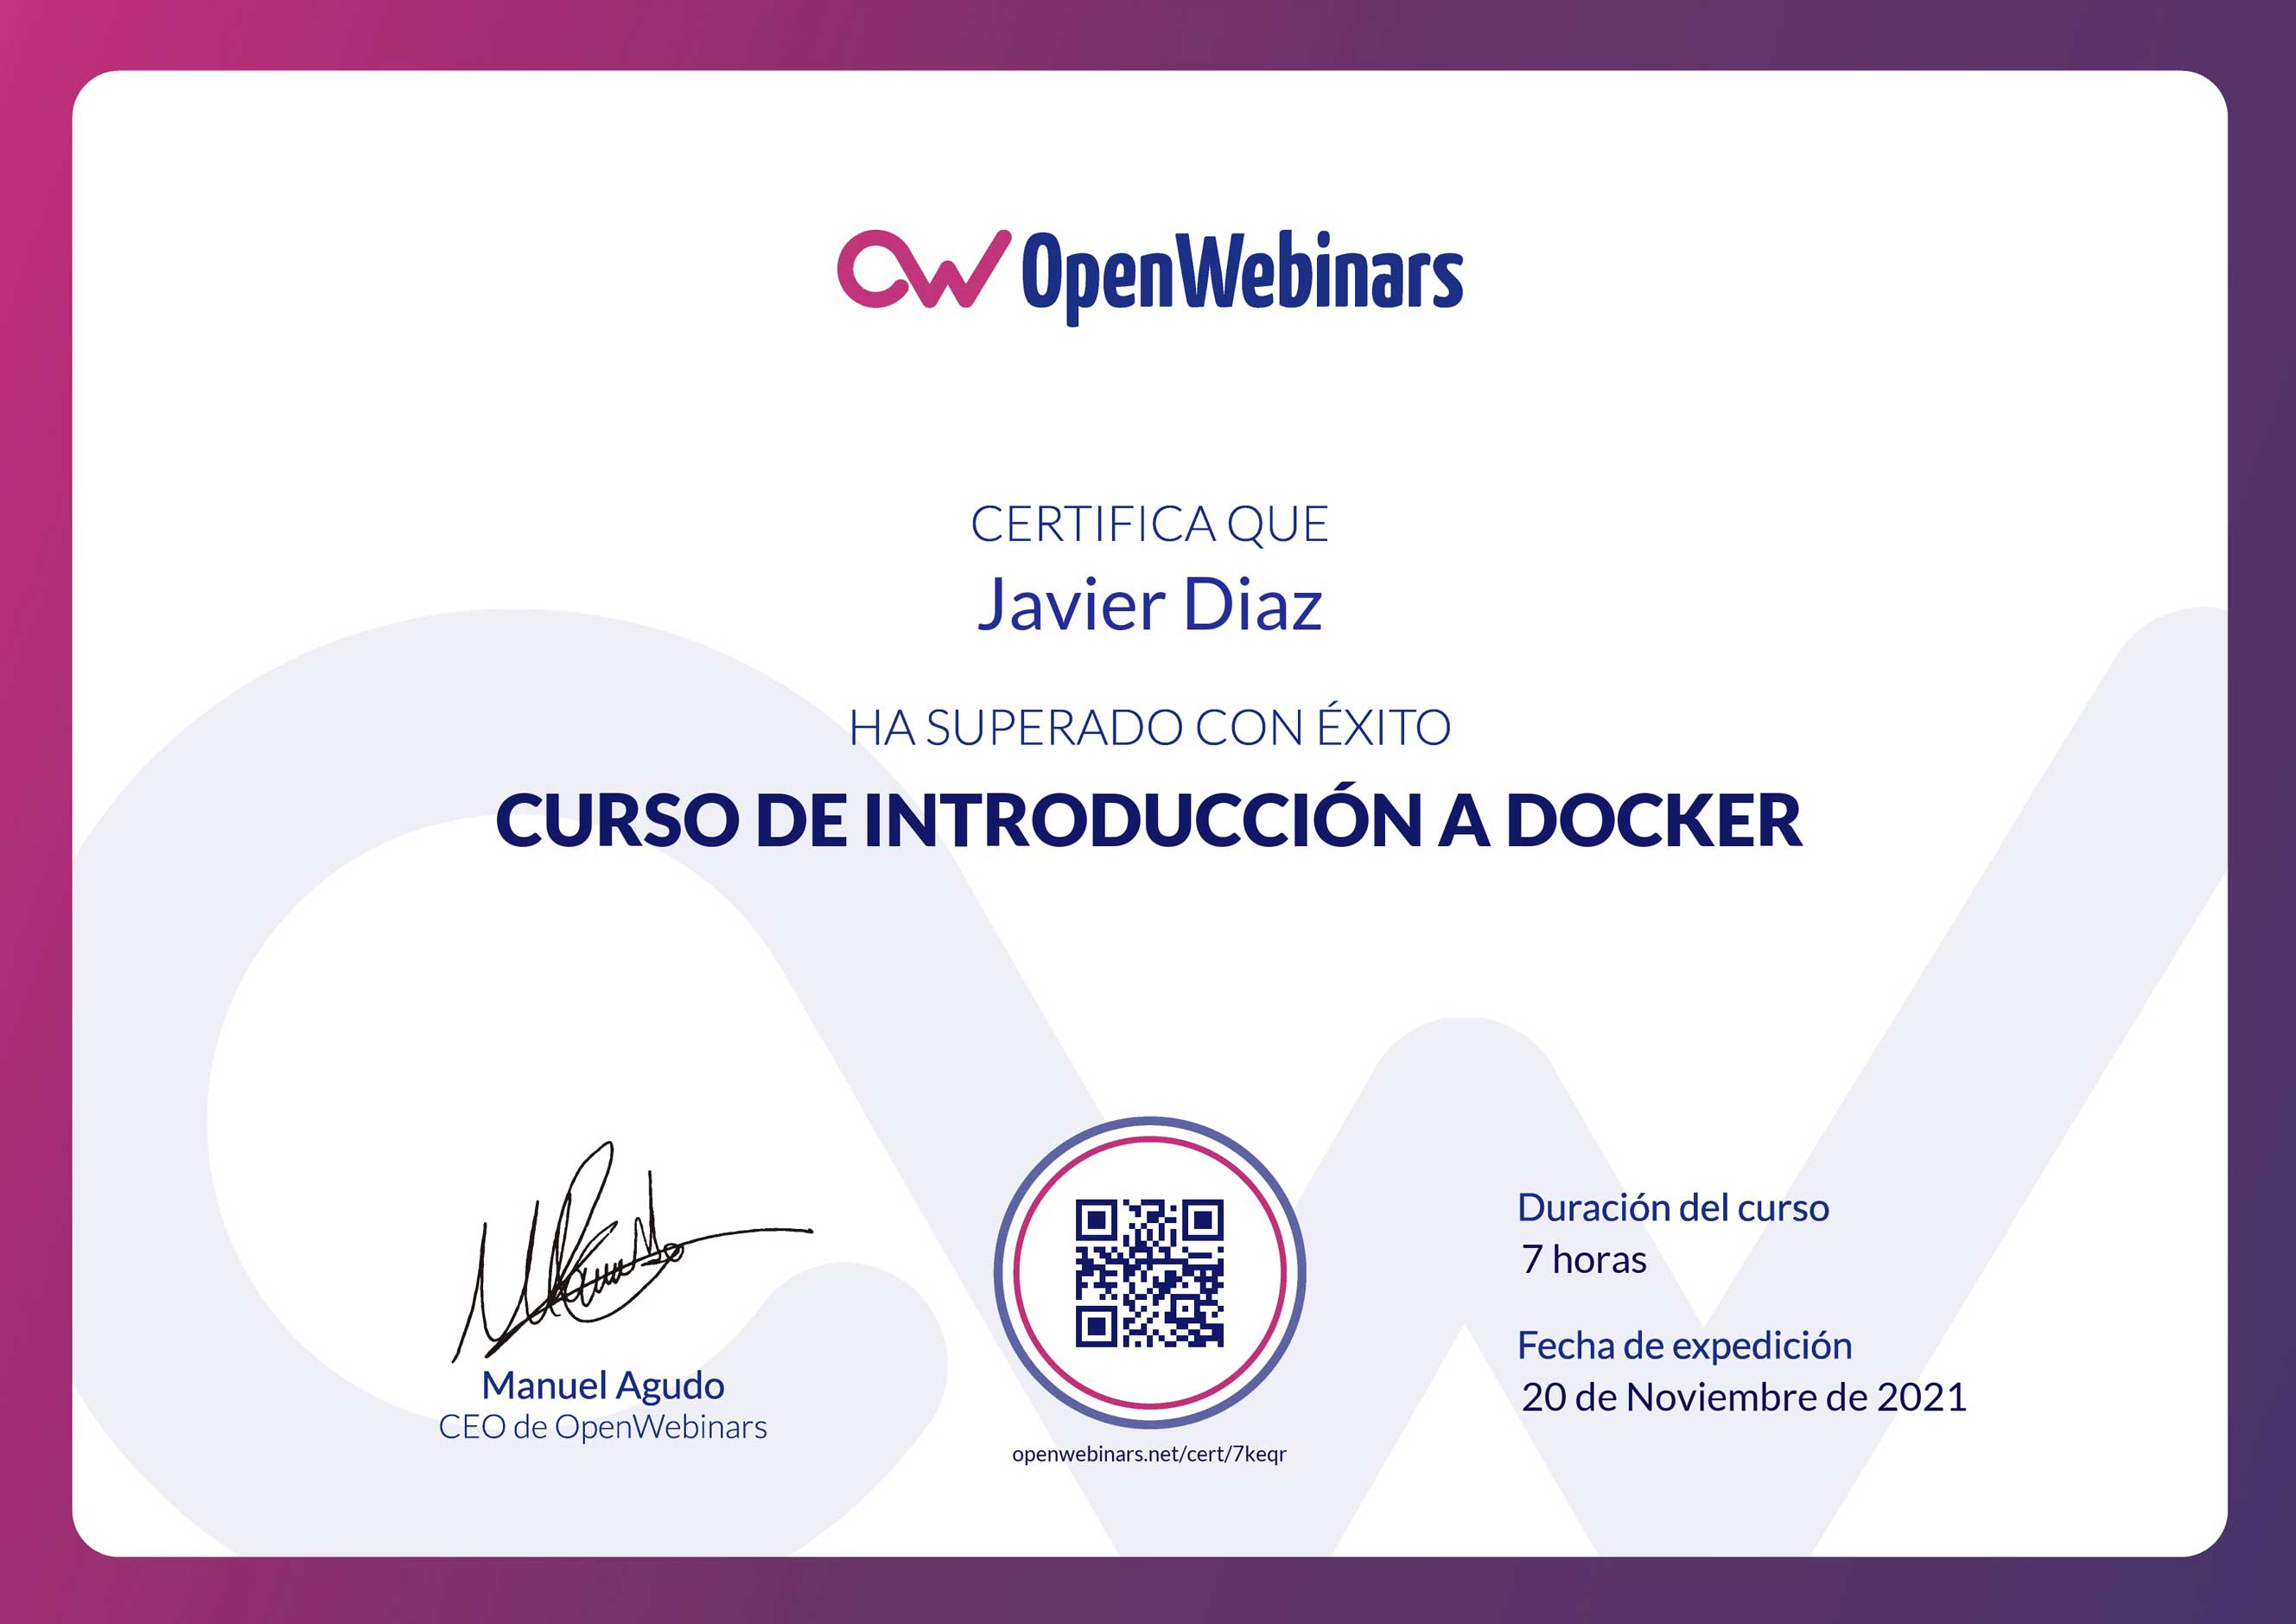 OpenWebinars
CERTIFICA QUE
Javier Diaz
HA SUPERADO CON ÉXITO
CURSO DE INTRODUCCIÓN A DOCKER
Manuel Agudo
CEO de OpenWebinars
openwebinars.net/cert/7keqr
Duración del curso
7 horas
Fecha de expedición
20 de Noviembre de 2021